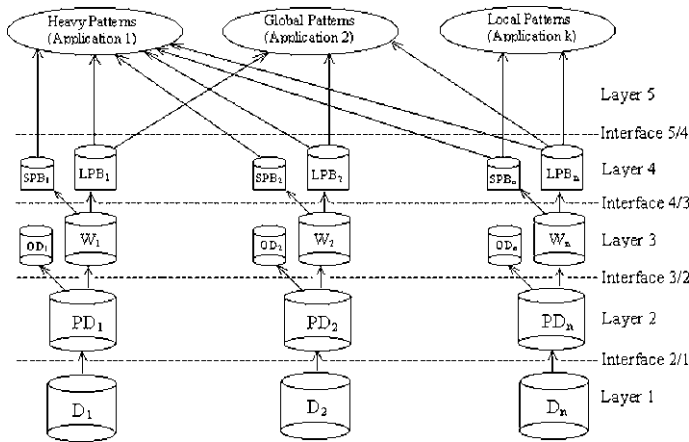 Heavy Patterns
(Application 1)
Global Patterns
(Application 2)
Local Patterns
(Application k)
Layer 5
Interface 5/4
SPB1
LPB1
SPB2
LPB2
SPBn
LPBn
Layer 4
Interface 4/3
OD1
W1
OD2
W2
ODn
Wn
Layer 3
Interface 3/2
PD1
PD2
PDn
Layer 2
Interface 2/1
D1
D2
Dn
Layer 1